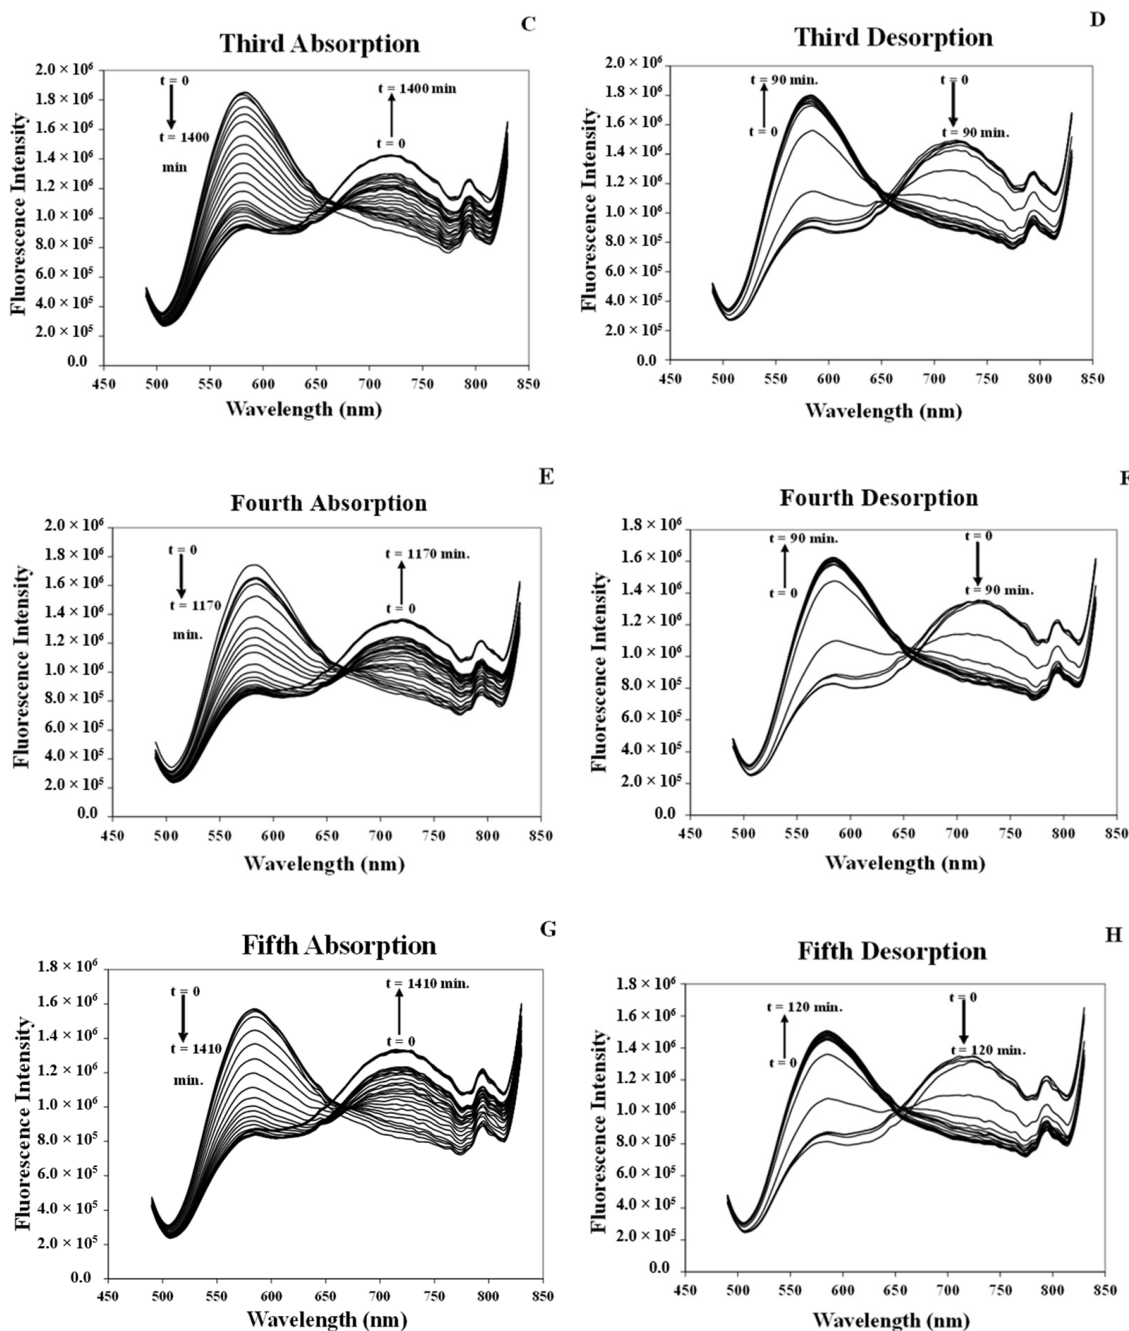 C
Third Absorption
2.0 × 10⁶
1.8 × 10⁶
1.6 × 10⁶
1.4 × 10⁶
1.2 × 10⁶
1.0 × 10⁶
8.0 × 10⁵
6.0 × 10⁵
4.0 × 10⁵
2.0 × 10⁵
0.0
Fluorescence Intensity
t = 0
t = 1400
min
t = 1400 min
t = 0
450 500 550 600 650 700 750 800 850
Wavelength (nm)
D
Third Desorption
2.0 × 10⁶
1.8 × 10⁶
1.6 × 10⁶
1.4 × 10⁶
1.2 × 10⁶
1.0 × 10⁶
8.0 × 10⁵
6.0 × 10⁵
4.0 × 10⁵
2.0 × 10⁵
0.0
Fluorescence Intensity
t = 90 min.
t = 0
t = 0
t = 90 min.
450 500 550 600 650 700 750 800 850
Wavelength (nm)
E
Fourth Absorption
2.0 × 10⁶
1.8 × 10⁶
1.6 × 10⁶
1.4 × 10⁶
1.2 × 10⁶
1.0 × 10⁶
8.0 × 10⁵
6.0 × 10⁵
4.0 × 10⁵
2.0 × 10⁵
0.0
Fluorescence Intensity
t = 0
t = 1170
min.
t = 1170 min.
t = 0
450 500 550 600 650 700 750 800 850
Wavelength (nm)
F
Fourth Desorption
1.8 × 10⁶
1.6 × 10⁶
1.4 × 10⁶
1.2 × 10⁶
1.0 × 10⁶
8.0 × 10⁵
6.0 × 10⁵
4.0 × 10⁵
2.0 × 10⁵
0.0
Fluorescence Intensity
t = 90 min.
t = 0
t = 0
t = 90 min.
450 500 550 600 650 700 750 800 850
Wavelength (nm)
G
Fifth Absorption
1.8 × 10⁶
1.6 × 10⁶
1.4 × 10⁶
1.2 × 10⁶
1.0 × 10⁶
8.0 × 10⁵
6.0 × 10⁵
4.0 × 10⁵
2.0 × 10⁵
0.0
Fluorescence Intensity
t = 0
t = 1410
min.
t = 1410 min.
t = 0
450 500 550 600 650 700 750 800 850
Wavelength (nm)
H
Fifth Desorption
1.8 × 10⁶
1.6 × 10⁶
1.4 × 10⁶
1.2 × 10⁶
1.0 × 10⁶
8.0 × 10⁵
6.0 × 10⁵
4.0 × 10⁵
2.0 × 10⁵
0.0
Fluorescence Intensity
t = 120 min.
t = 0
t = 0
t = 120 min.
450 500 550 600 650 700 750 800 850
Wavelength (nm)